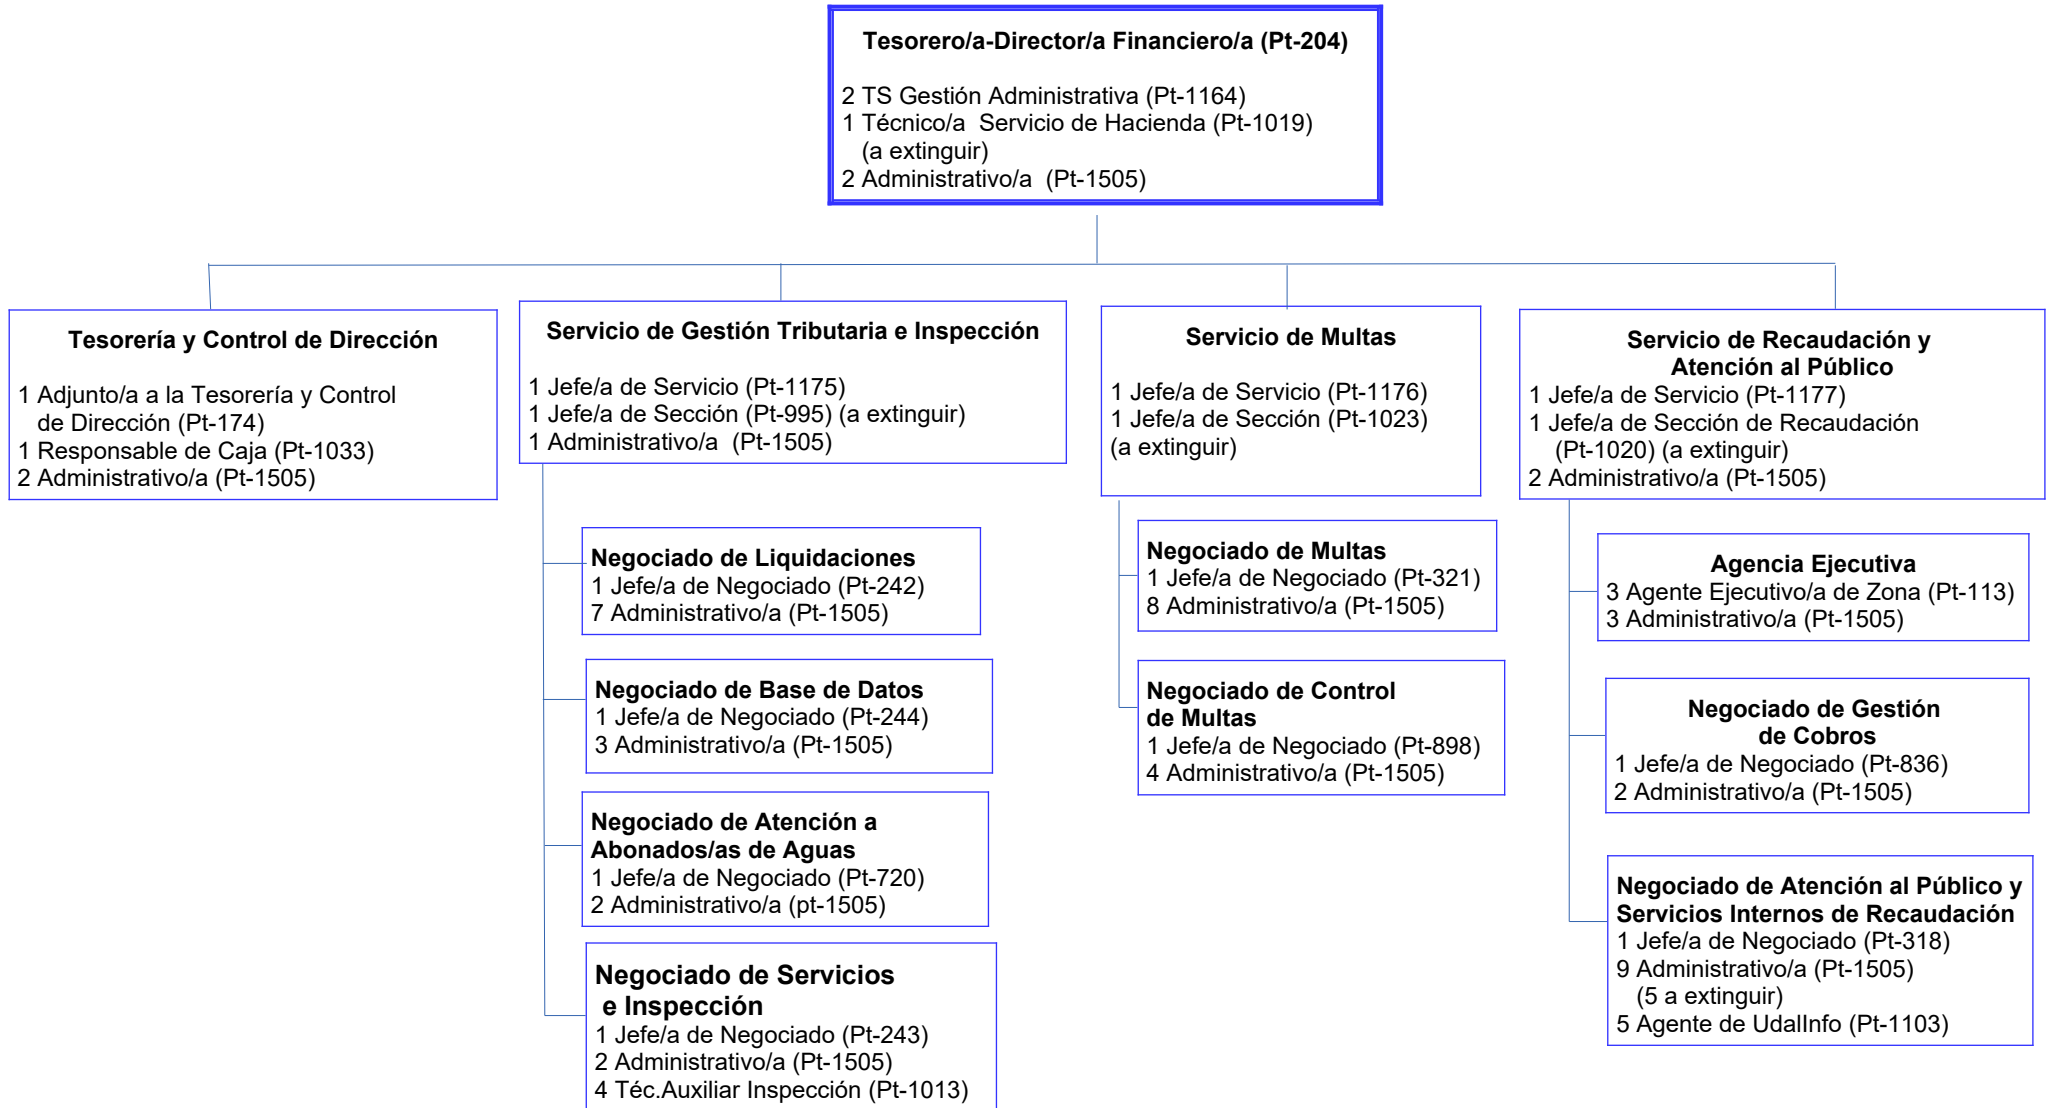 Tesorero/a-Director/a Financiero/a (Pt-204)
2 TS Gestión Administrativa (Pt-1164)
1 Técnico/a  Servicio de Hacienda (Pt-1019)
(a extinguir)
2 Administrativo/a  (Pt-1505)
Tesorería y Control de Dirección
1 Adjunto/a a la Tesorería y Control
de Dirección (Pt-174)
1 Responsable de Caja (Pt-1033)
2 Administrativo/a (Pt-1505)
Servicio de Gestión Tributaria e Inspección
1 Jefe/a de Servicio (Pt-1175)
1 Jefe/a de Sección (Pt-995) (a extinguir)
1 Administrativo/a  (Pt-1505)
Negociado de Liquidaciones
1 Jefe/a de Negociado (Pt-242)
7 Administrativo/a (Pt-1505)
Negociado de Base de Datos
1 Jefe/a de Negociado (Pt-244)
3 Administrativo/a (Pt-1505)
Negociado de Atención a
Abonados/as de Aguas
1 Jefe/a de Negociado (Pt-720)
2 Administrativo/a (pt-1505)
Negociado de Servicios
e Inspección
1 Jefe/a de Negociado (Pt-243)
2 Administrativo/a (Pt-1505)
4 Téc.Auxiliar Inspección (Pt-1013)
Servicio de Multas
1 Jefe/a de Servicio (Pt-1176)
1 Jefe/a de Sección (Pt-1023)
(a extinguir)
Negociado de Multas
1 Jefe/a de Negociado (Pt-321)
8 Administrativo/a (Pt-1505)
Negociado de Control
de Multas
1 Jefe/a de Negociado (Pt-898)
4 Administrativo/a (Pt-1505)
Servicio de Recaudación y
Atención al Público
1 Jefe/a de Servicio (Pt-1177)
1 Jefe/a de Sección de Recaudación
(Pt-1020) (a extinguir)
2 Administrativo/a (Pt-1505)
Agencia Ejecutiva
3 Agente Ejecutivo/a de Zona (Pt-113)
3 Administrativo/a (Pt-1505)
Negociado de Gestión
de Cobros
1 Jefe/a de Negociado (Pt-836)
2 Administrativo/a (Pt-1505)
Negociado de Atención al Público y
Servicios Internos de Recaudación
1 Jefe/a de Negociado (Pt-318)
9 Administrativo/a (Pt-1505)
(5 a extinguir)
5 Agente de UdalInfo (Pt-1103)